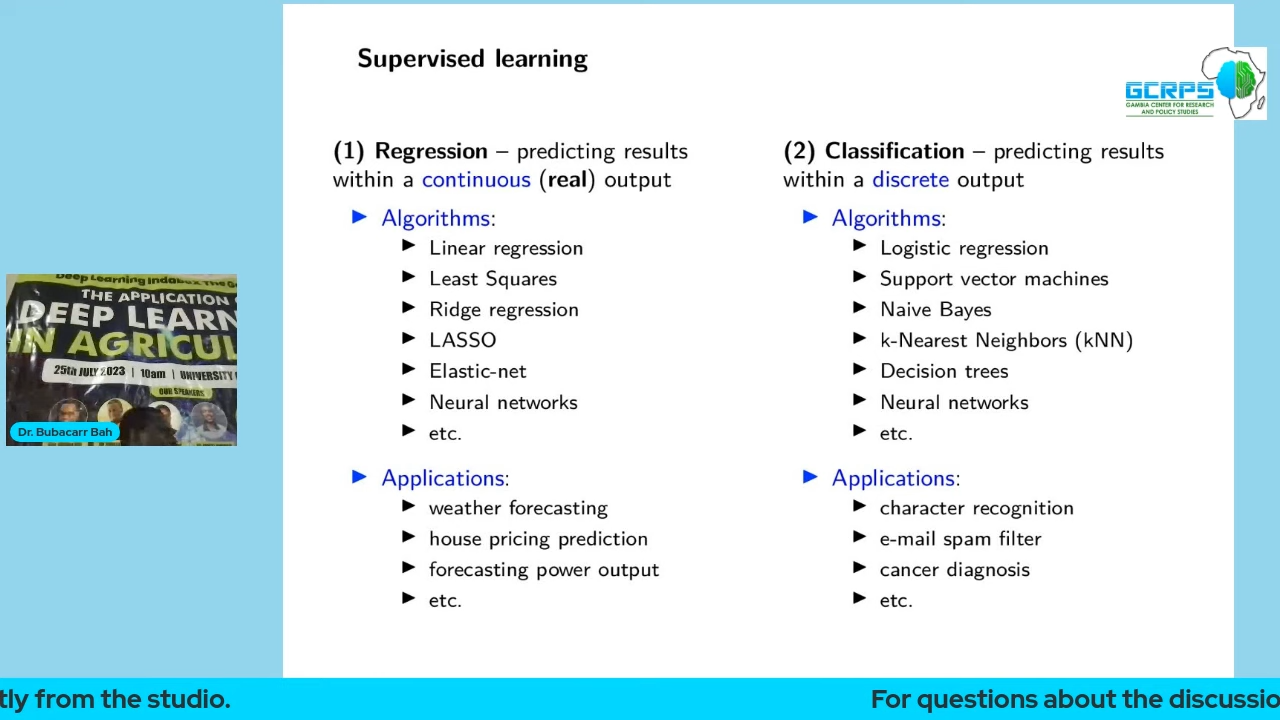 Supervised learning
GCRPS
GAMBIA CENTER FOR RESEARCH
AND POLICY STUDIES
(1) Regression – predicting results
within a continuous (real) output
▶ Algorithms:
▶ Linear regression
▶ Least Squares
▶ Ridge regression
▶ LASSO
▶ Elastic-net
▶ Neural networks
▶ etc.
▶ Applications:
▶ weather forecasting
▶ house pricing prediction
▶ forecasting power output
▶ etc.
(2) Classification – predicting results
within a discrete output
▶ Algorithms:
▶ Logistic regression
▶ Support vector machines
▶ Naive Bayes
▶ k-Nearest Neighbors (kNN)
▶ Decision trees
▶ Neural networks
▶ etc.
▶ Applications:
▶ character recognition
▶ e-mail spam filter
▶ cancer diagnosis
▶ etc.
Deep Learning IndabaX The G
THE APPLICATION
DEEP LEARN
IN AGRICUL
25th JULY 2023 | 10am | UNIVERSITY
OUR SPEAKERS
Dr. Bubacarr Bah
tly from the studio.
For questions about the discussio